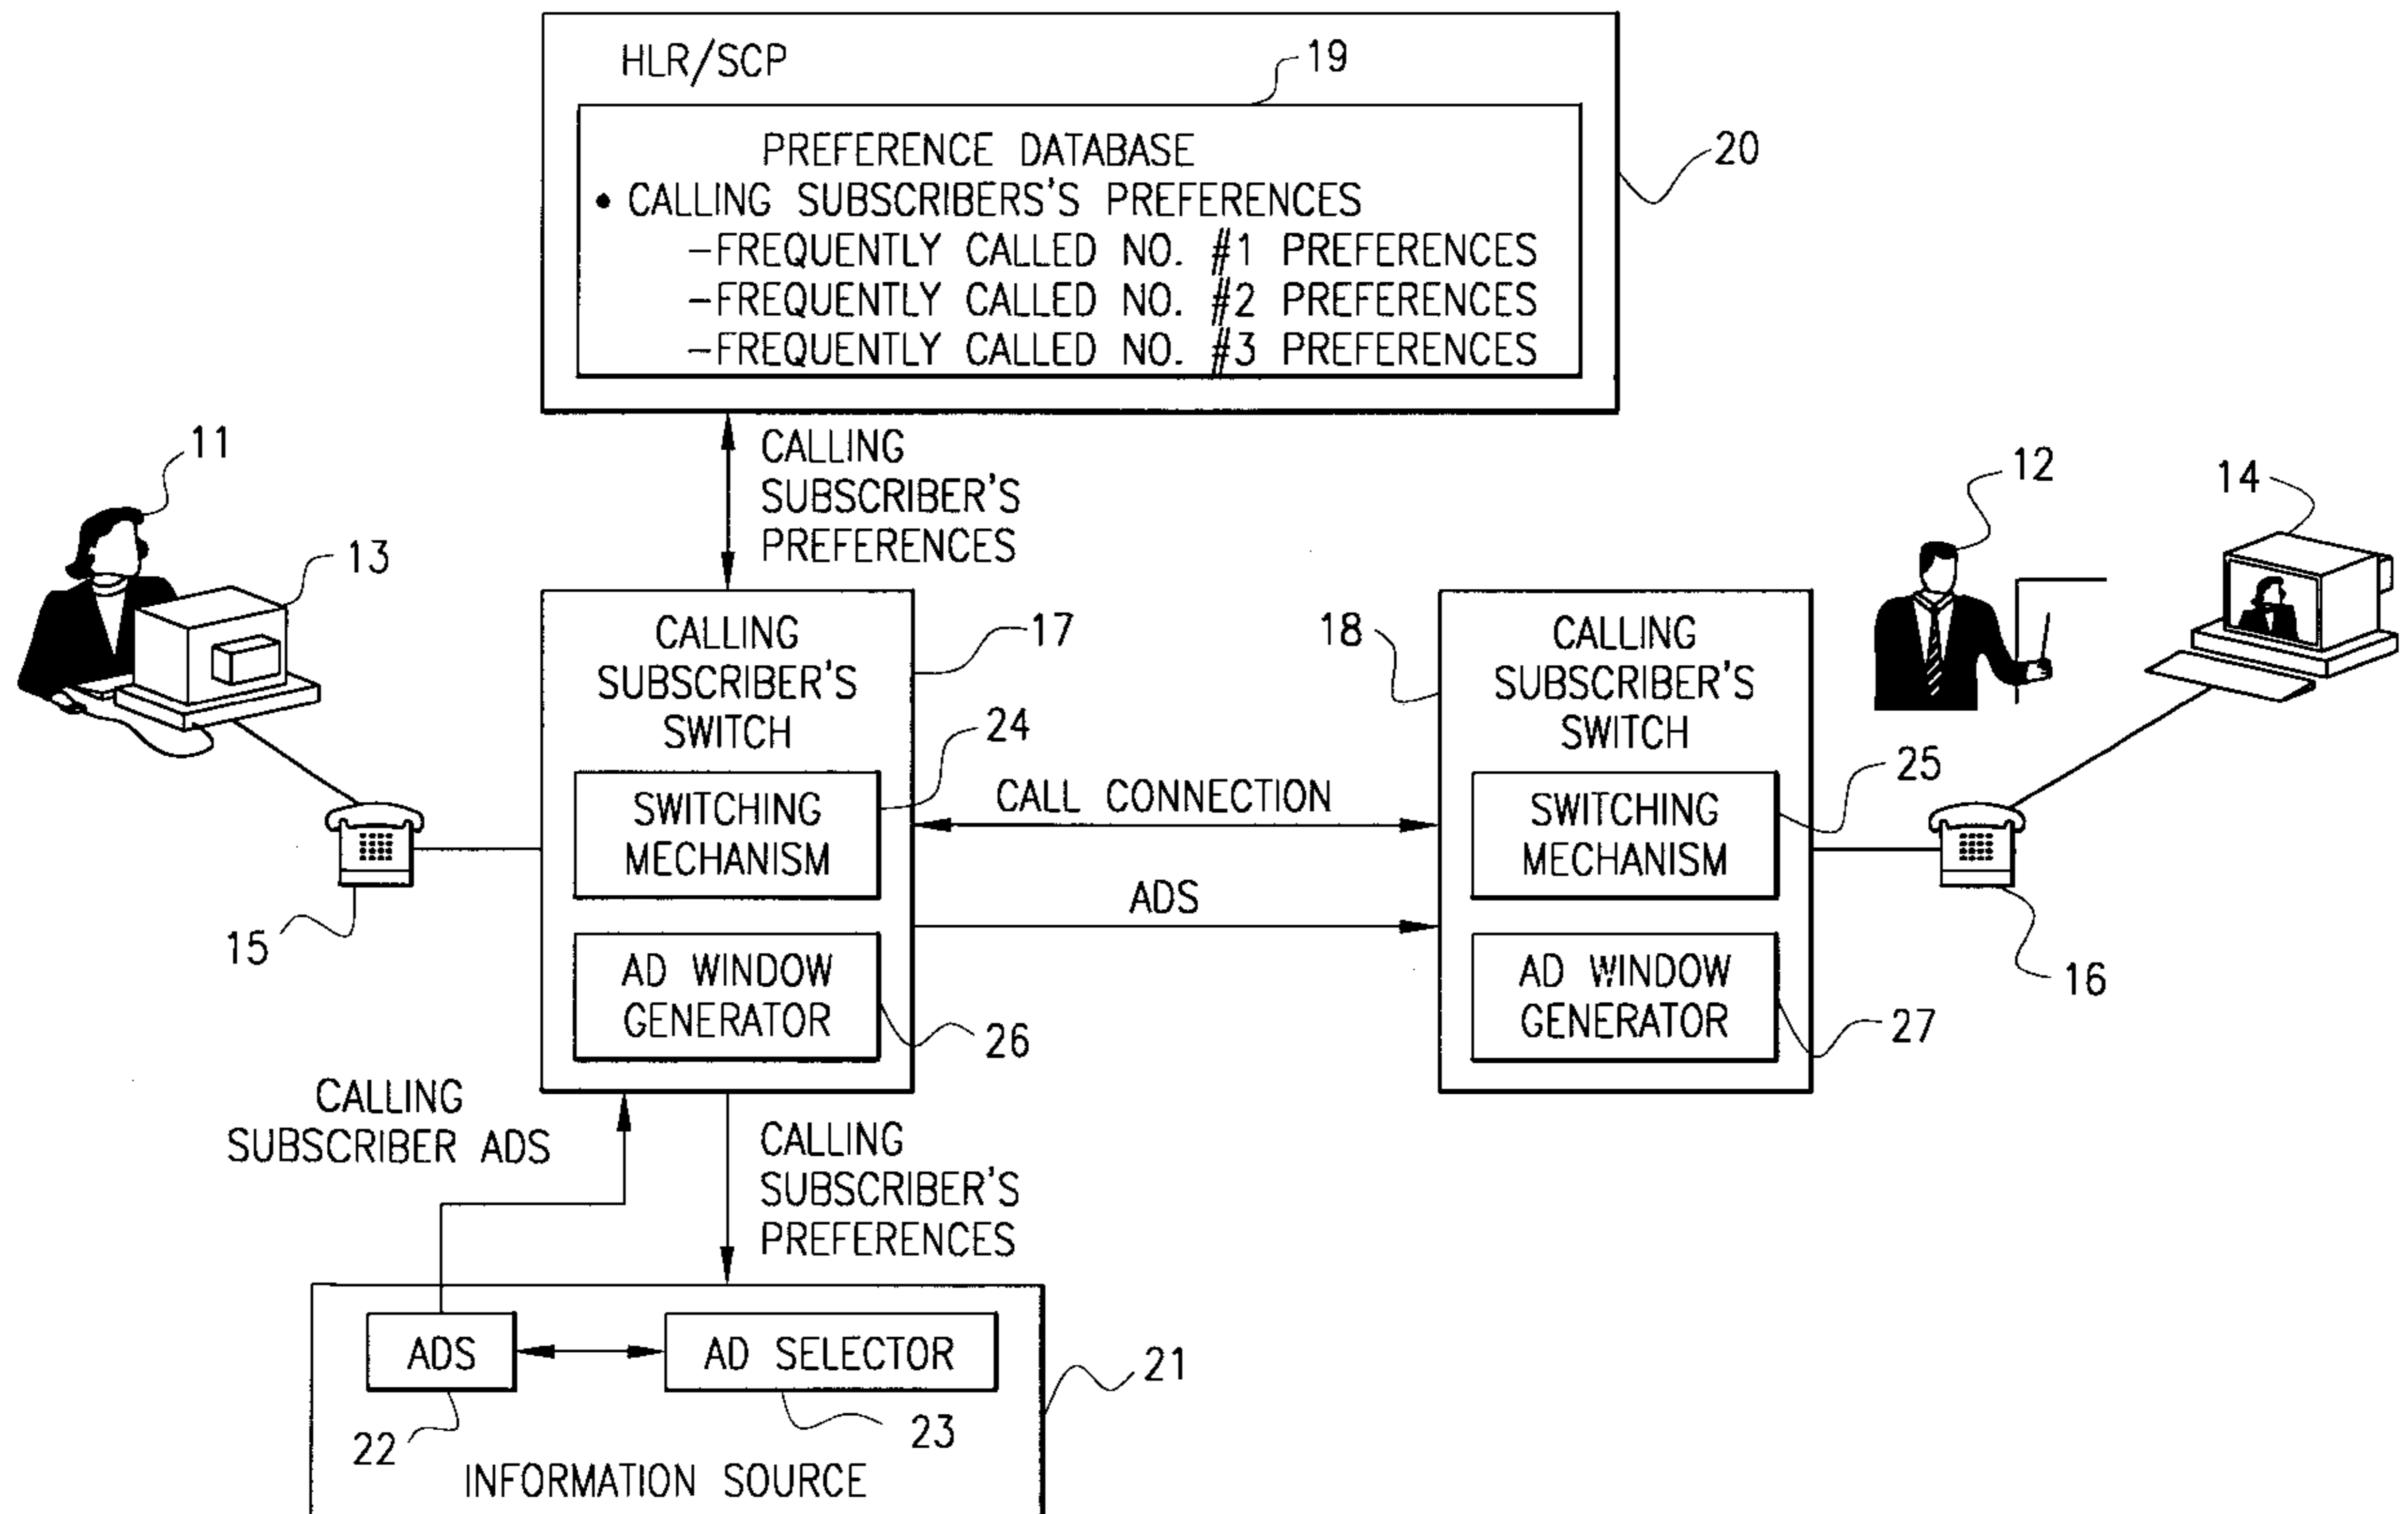 HLR/SCP
19
PREFERENCE DATABASE
20
• CALLING SUBSCRIBERS'S PREFERENCES
-FREQUENTLY CALLED NO. #1 PREFERENCES
-FREQUENTLY CALLED NO. #2 PREFERENCES
-FREQUENTLY CALLED NO. #3 PREFERENCES
CALLING
SUBSCRIBER'S
PREFERENCES
11
13
12
14
CALLING
SUBSCRIBER'S
SWITCH
17
24
SWITCHING
MECHANISM
AD WINDOW
GENERATOR
26
15
CALL CONNECTION
ADS
18
CALLING
SUBSCRIBER'S
SWITCH
25
SWITCHING
MECHANISM
AD WINDOW
GENERATOR
27
16
CALLING
SUBSCRIBER ADS
CALLING
SUBSCRIBER'S
PREFERENCES
ADS
AD SELECTOR
21
22
23
INFORMATION SOURCE